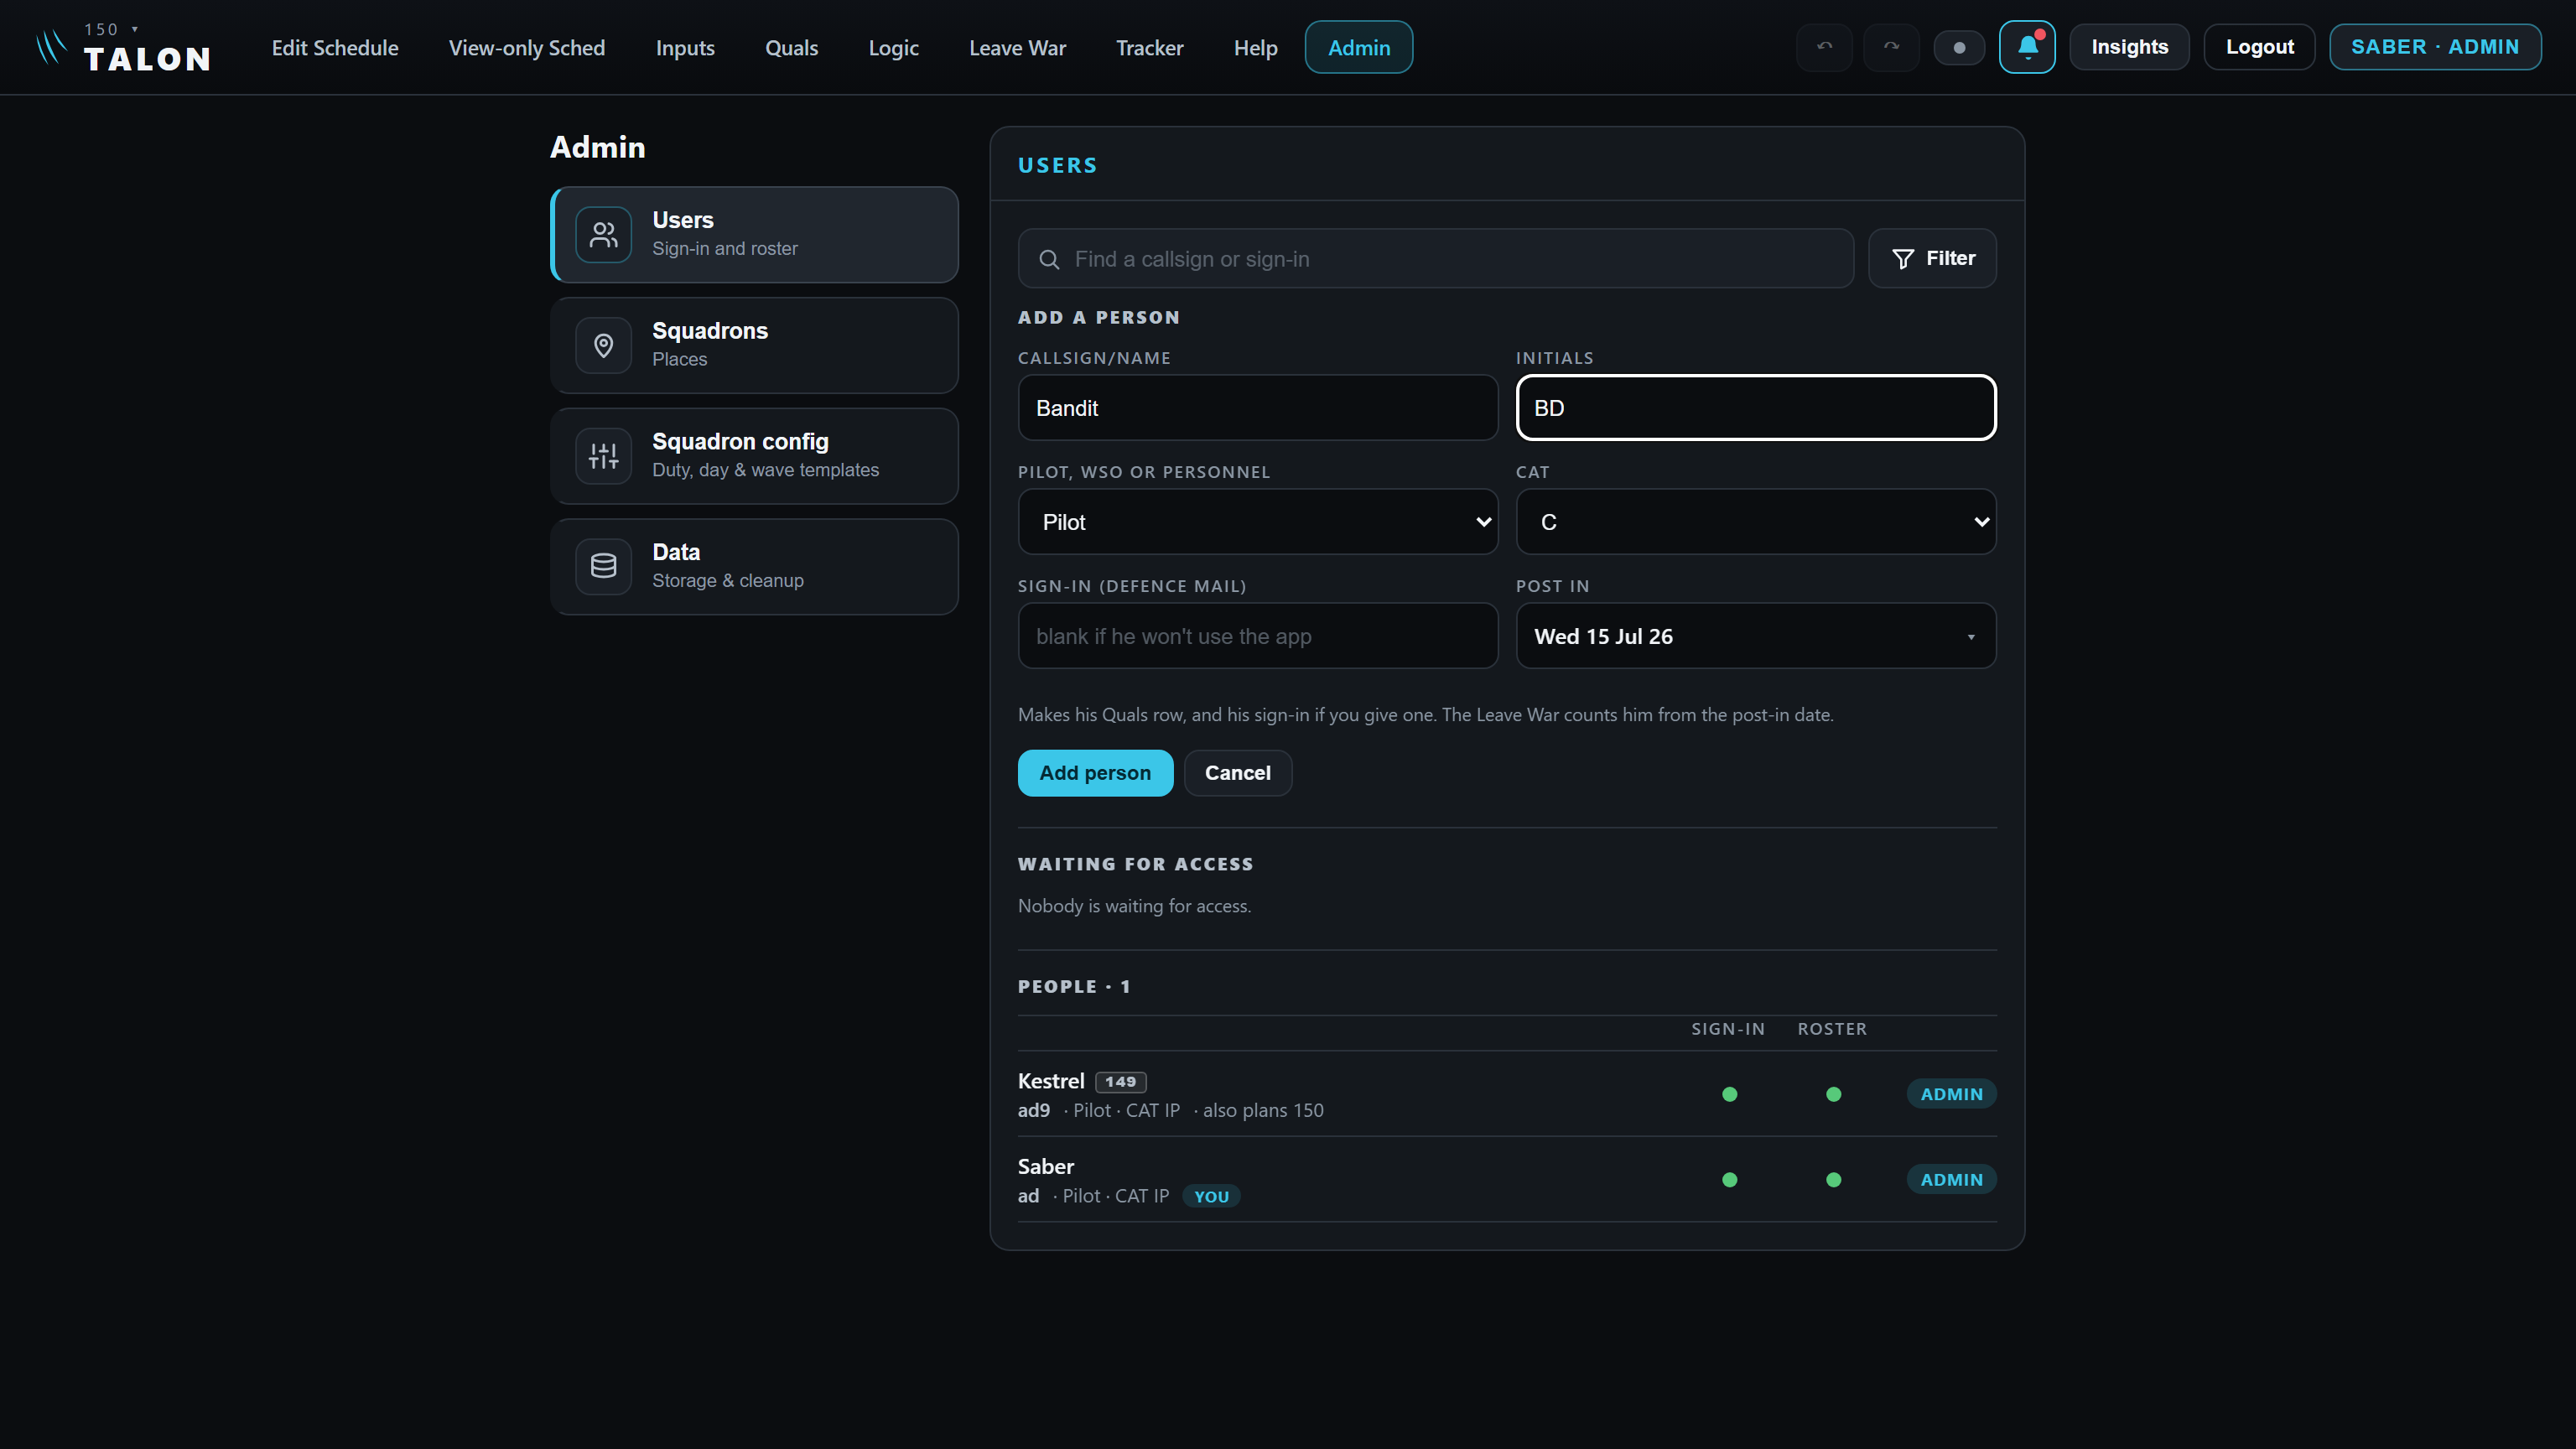 150 ▾
TALON
Edit Schedule
View-only Sched
Inputs
Quals
Logic
Leave War
Tracker
Help
Admin
Insights
Logout
SABER · ADMIN
Admin
Users
Sign-in and roster
Squadrons
Places
Squadron config
Duty, day & wave templates
Data
Storage & cleanup
USERS
Find a callsign or sign-in
Filter
ADD A PERSON
CALLSIGN/NAME
INITIALS
Bandit
BD
PILOT, WSO OR PERSONNEL
CAT
Pilot
C
SIGN-IN (DEFENCE MAIL)
POST IN
blank if he won't use the app
Wed 15 Jul 26
Makes his Quals row, and his sign-in if you give one. The Leave War counts him from the post-in date.
Add person
Cancel
WAITING FOR ACCESS
Nobody is waiting for access.
PEOPLE · 1
SIGN-IN
ROSTER
Kestrel 149
ad9 · Pilot · CAT IP · also plans 150
ADMIN
Saber
ad · Pilot · CAT IP YOU
ADMIN